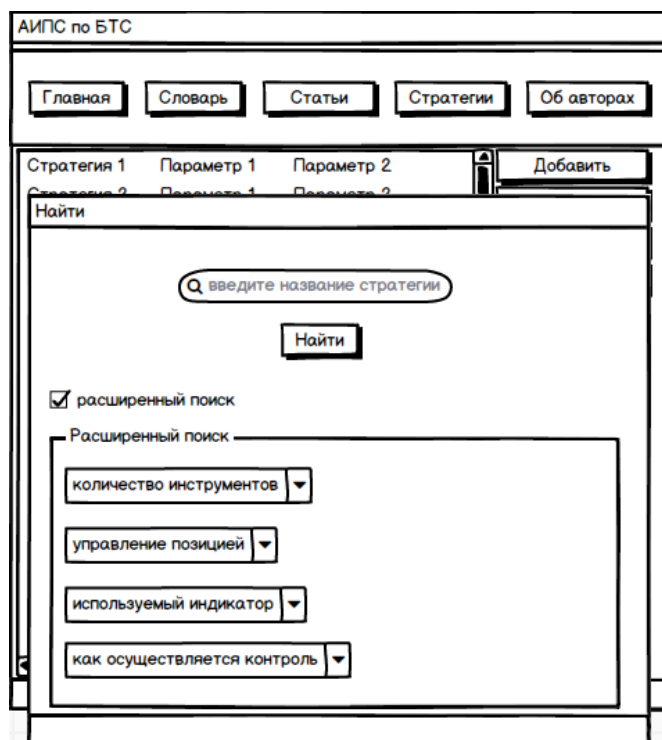 АИПС по БТС
Главная Словарь Статьи Стратегии Об авторах
Стратегия 1 Параметр 1 Параметр 2 Добавить
Найти
введите название стратегии
Найти
расширенный поиск
Расширенный поиск
количество инструментов
управление позицией
используемый индикатор
как осуществляется контроль